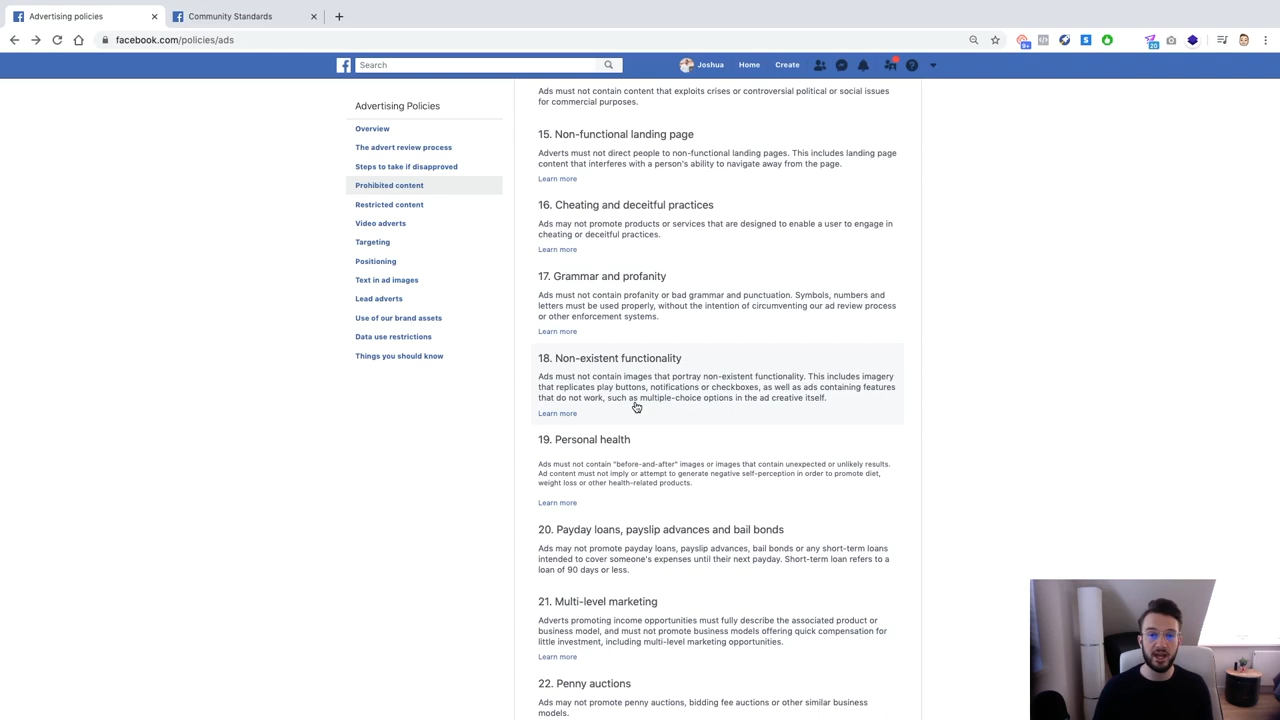 Advertising policies
Community Standards
facebook.com/policies/ads
9+
20
Search
Joshua
Home
Create
Advertising Policies
Overview
The advert review process
Steps to take if disapproved
Prohibited content
Restricted content
Video adverts
Targeting
Positioning
Text in ad images
Lead adverts
Use of our brand assets
Data use restrictions
Things you should know
Ads must not contain content that exploits crises or controversial political or social issues
for commercial purposes.
15. Non-functional landing page
Adverts must not direct people to non-functional landing pages. This includes landing page
content that interferes with a person's ability to navigate away from the page.
Learn more
16. Cheating and deceitful practices
Ads may not promote products or services that are designed to enable a user to engage in
cheating or deceitful practices.
Learn more
17. Grammar and profanity
Ads must not contain profanity or bad grammar and punctuation. Symbols, numbers and
letters must be used properly, without the intention of circumventing our ad review process
or other enforcement systems.
Learn more
18. Non-existent functionality
Ads must not contain images that portray non-existent functionality. This includes imagery
that replicates play buttons, notifications or checkboxes, as well as ads containing features
that do not work, such as multiple-choice options in the ad creative itself.
Learn more
19. Personal health
Ads must not contain "before-and-after" images or images that contain unexpected or unlikely results.
Ad content must not imply or attempt to generate negative self-perception in order to promote diet,
weight loss or other health-related products.
Learn more
20. Payday loans, payslip advances and bail bonds
Ads may not promote payday loans, payslip advances, bail bonds or any short-term loans
intended to cover someone's expenses until their next payday. Short-term loan refers to a
loan of 90 days or less.
21. Multi-level marketing
Adverts promoting income opportunities must fully describe the associated product or
business model, and must not promote business models offering quick compensation for
little investment, including multi-level marketing opportunities.
Learn more
22. Penny auctions
Ads may not promote penny auctions, bidding fee auctions or other similar business
models.